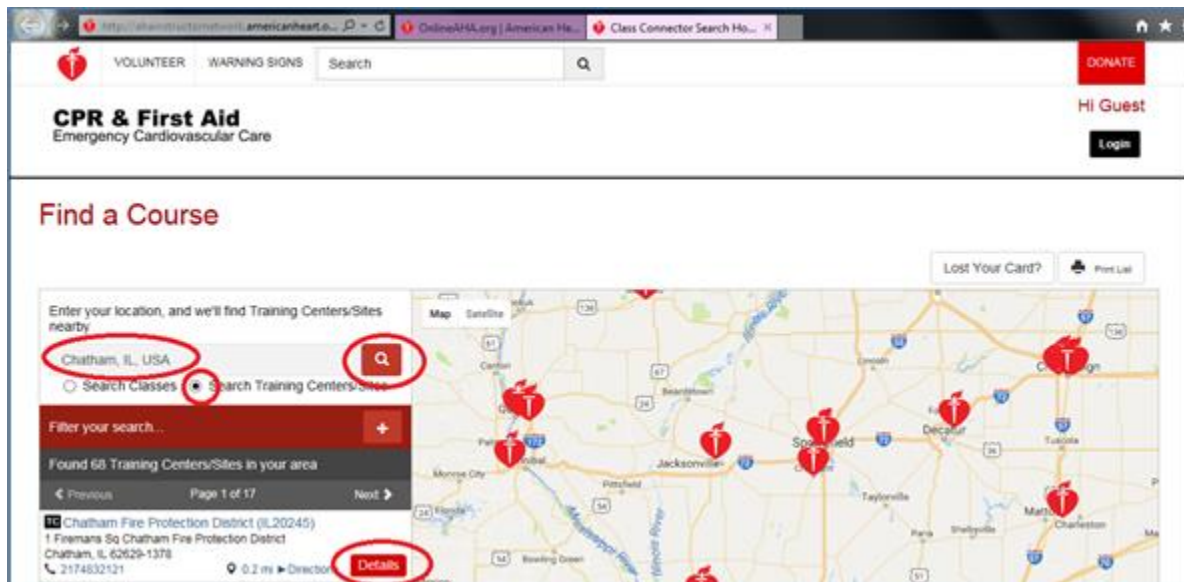 OnlineAHA.org | American He...
Class Connector Search Ho...
VOLUNTEER
WARNING SIGNS
Search
DONATE
CPR & First Aid
Emergency Cardiovascular Care
Hi Guest
Login
Find a Course
Lost Your Card?
Print List
Enter your location, and we'll find Training Centers/Sites
nearby
Chatham, IL, USA
Search Classes
Search Training Centers/Sites
Filter your search...
+
Found 68 Training Centers/Sites in your area
Previous
Page 1 of 17
Next
TC Chatham Fire Protection District (IL20245)
1 Firemans Sq Chatham Fire Protection District
Chatham, IL 62629-1378
2174832121
0.2 mi
Direction
Details
Map
Satellite
Canton
Beardstown
Lincoln
Monroe City
Jacksonville
Pittsfield
Decatur
Tuscola
Taylorville
Pana
Shelbyville
Charleston
Bowling Green
Mississippi River
Illinois River